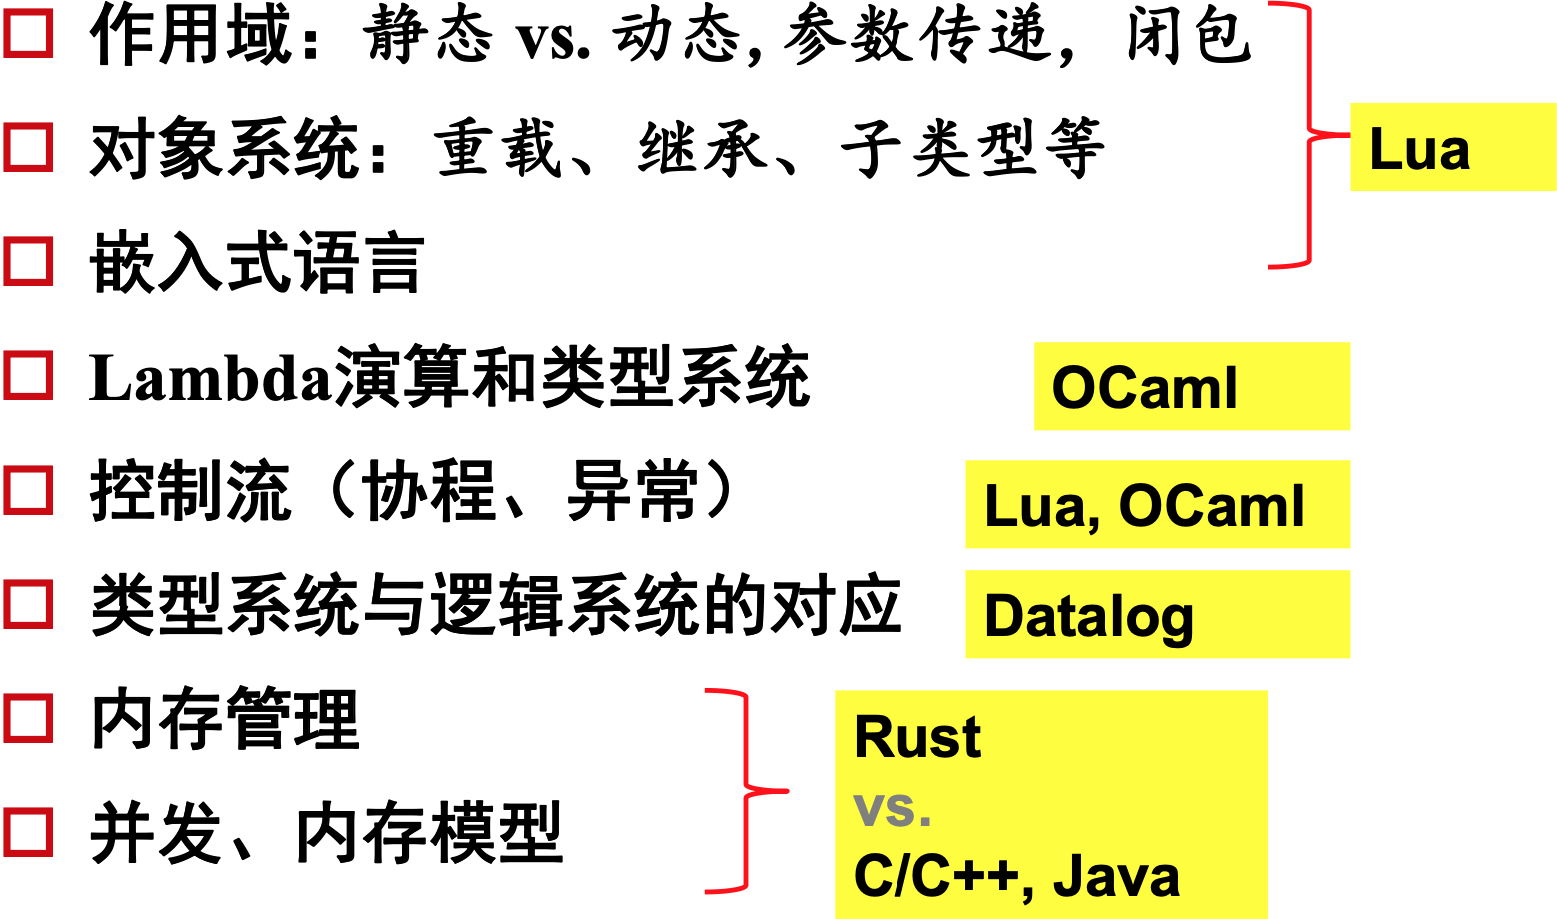 作用域：静态 vs. 动态, 参数传递，闭包
对象系统：重载、继承、子类型等
Lua
嵌入式语言
Lambda演算和类型系统
OCaml
控制流（协程、异常）
Lua, OCaml
类型系统与逻辑系统的对应
Datalog
内存管理
并发、内存模型
Rust
vs.
C/C++, Java